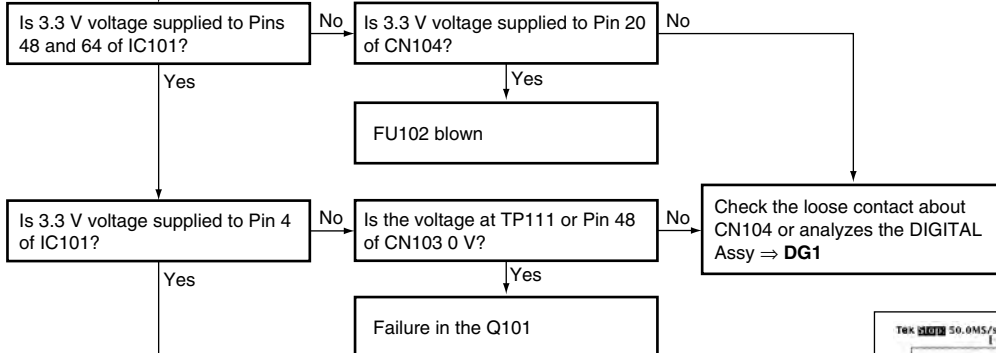 Is 3.3 V voltage supplied to Pins
48 and 64 of IC101?
No
Is 3.3 V voltage supplied to Pin 20
of CN104?
No
Yes
Yes
FU102 blown
Is 3.3 V voltage supplied to Pin 4
of IC101?
No
Is the voltage at TP111 or Pin 48
of CN103 0 V?
No
Check the loose contact about
CN104 or analyzes the DIGITAL
Assy ⇒ DG1
Yes
Yes
Failure in the Q101
Tek stop 50.0MS/s